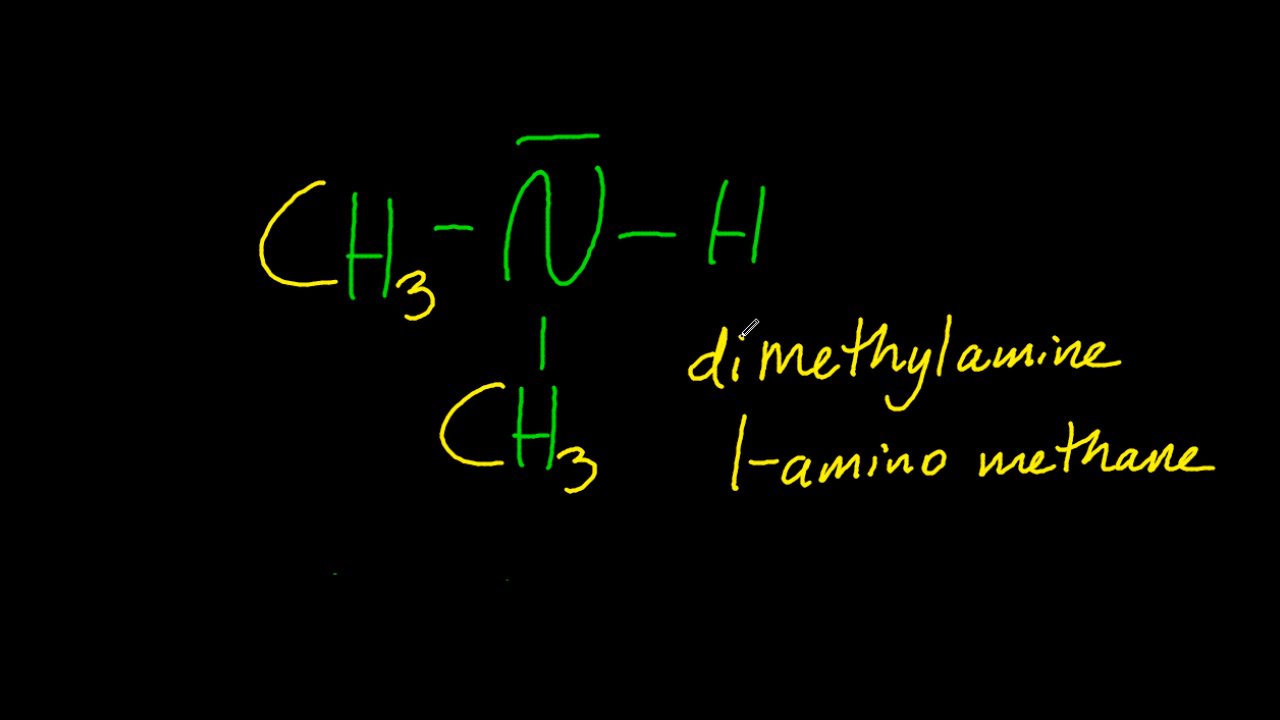 CH3 - N - H
CH3
dimethylamine
1-amino methane